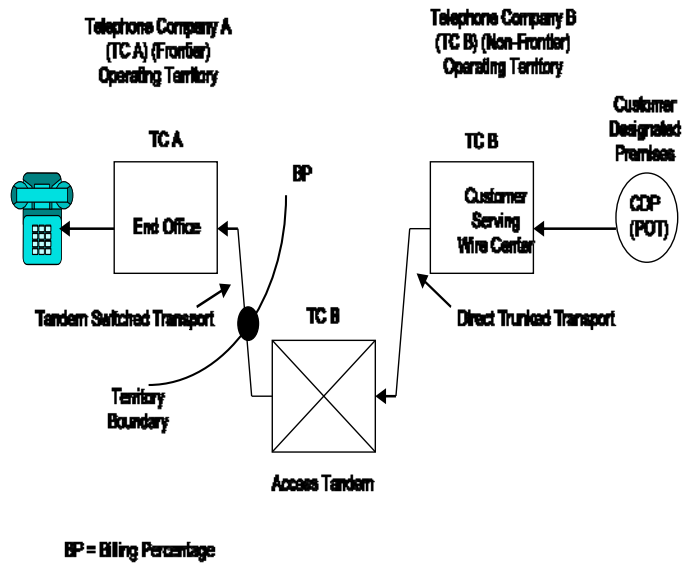 Telephone Company A
(TC A) (Frontier)
Operating Territory
Telephone Company B
(TC B) (Non-Frontier)
Operating Territory
Customer
Designated
Premises
TC A
TC B
BP
End Office
Customer
Serving
Wire Center
CDP
(POT)
Tandem Switched Transport
TC B
Direct Trunked Transport
Territory
Boundary
Access Tandem
BP = Billing Percentage